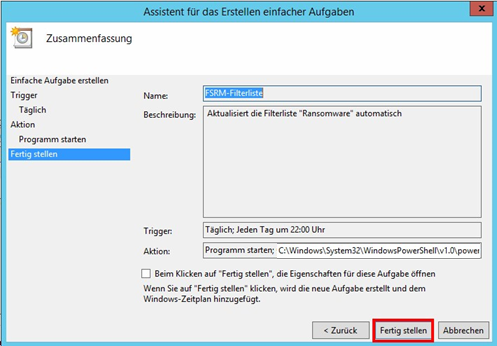 Assistent für das Erstellen einfacher Aufgaben
Zusammenfassung
Einfache Aufgabe erstellen
Trigger
Täglich
Aktion
Programm starten
Fertig stellen
Name:
FSRM-Filterliste
Beschreibung:
Aktualisiert die Filterliste "Ransomware" automatisch
Trigger:
Täglich; Jeden Tag um 22:00 Uhr
Aktion:
Programm starten; C:\Windows\System32\WindowsPowerShell\v1.0\power
Beim Klicken auf "Fertig stellen", die Eigenschaften für diese Aufgabe öffnen
Wenn Sie auf "Fertig stellen" klicken, wird die neue Aufgabe erstellt und dem
Windows-Zeitplan hinzugefügt.
< Zurück
Fertig stellen
Abbrechen